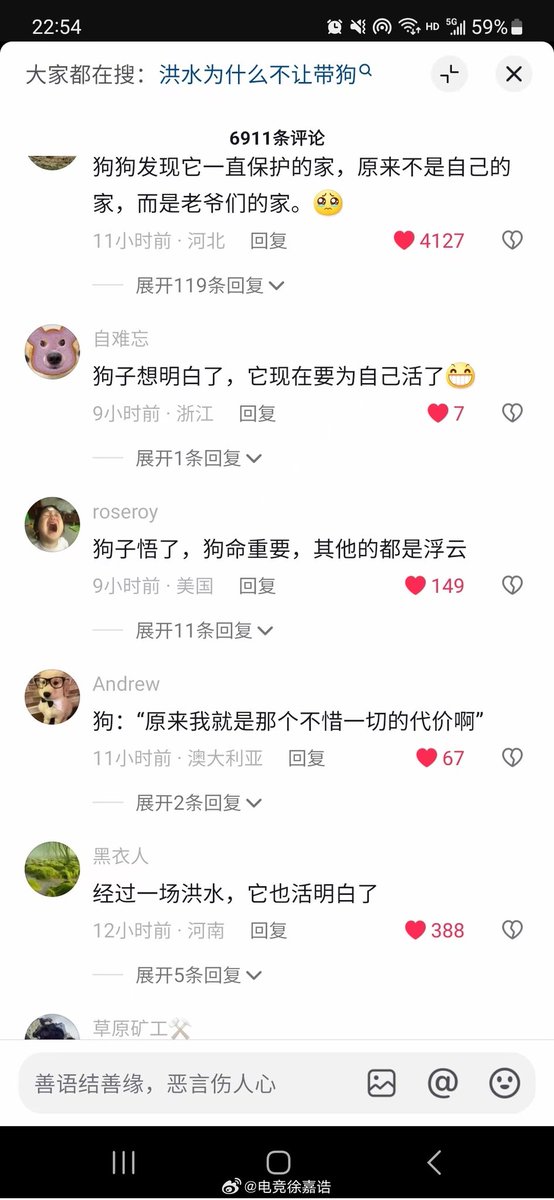 22:54
HD 5G 59%
大家都在搜：洪水为什么不让带狗
6911条评论
狗狗发现它一直保护的家，原来不是自己的
家，而是老爷们的家。🥺
11小时前 · 河北 回复 4127
展开119条回复
自难忘
狗子想明白了，它现在要为自己活了😁
9小时前 · 浙江 回复 7
展开1条回复
roseroy
狗子悟了，狗命重要，其他的都是浮云
9小时前 · 美国 回复 149
展开11条回复
Andrew
狗：“原来我就是那个不惜一切的代价啊”
11小时前 · 澳大利亚 回复 67
展开2条回复
黑衣人
经过一场洪水，它也活明白了
12小时前 · 河南 回复 388
展开5条回复
草原矿工⚒️
善语结善缘，恶言伤人心
@电竞徐嘉诰